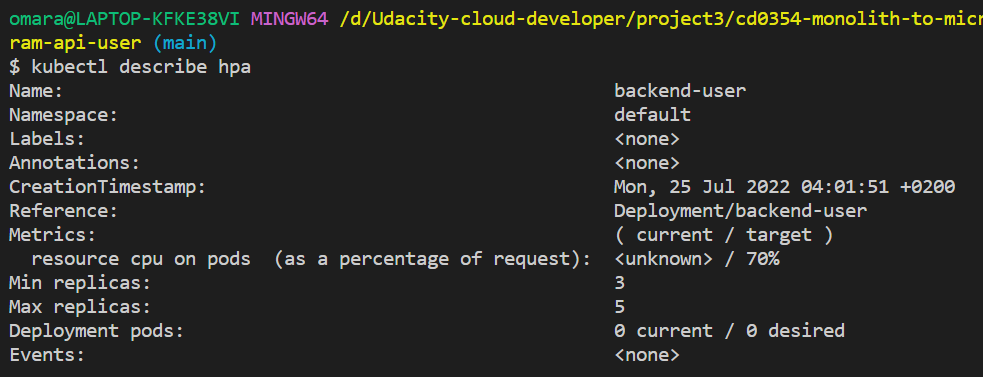 omara@LAPTOP-KFKE38VI MINGW64 /d/Udacity-cloud-developer/project3/cd0354-monolith-to-micr
ram-api-user (main)
$ kubectl describe hpa
Name: backend-user
Namespace: default
Labels: <none>
Annotations: <none>
CreationTimestamp: Mon, 25 Jul 2022 04:01:51 +0200
Reference: Deployment/backend-user
Metrics: ( current / target )
  resource cpu on pods  (as a percentage of request): <unknown> / 70%
Min replicas: 3
Max replicas: 5
Deployment pods: 0 current / 0 desired
Events: <none>